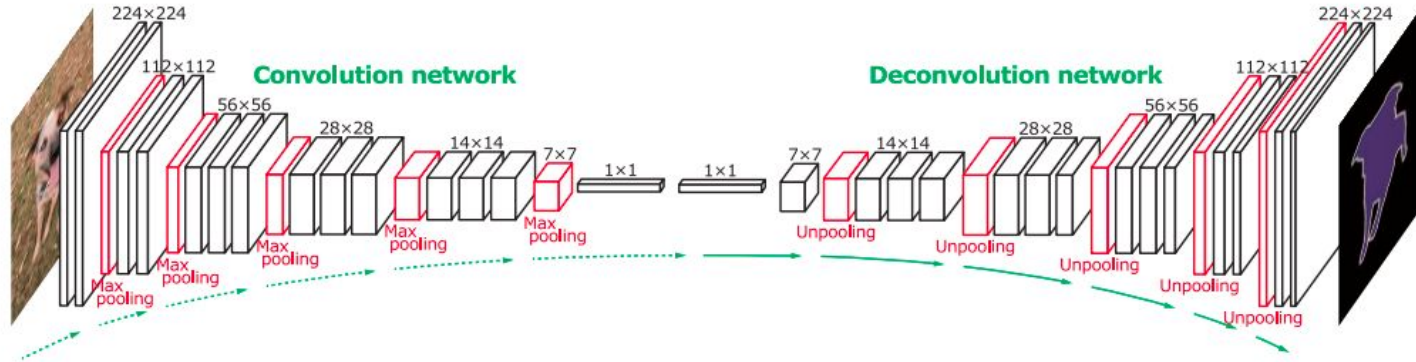 224×224
112×112
56×56
28×28
14×14
7×7
1×1
1×1
7×7
14×14
28×28
56×56
112×112
224×224
Convolution network
Deconvolution network
Max
pooling
Max
pooling
Max
pooling
Max
pooling
Max
pooling
Unpooling
Unpooling
Unpooling
Unpooling
Unpooling